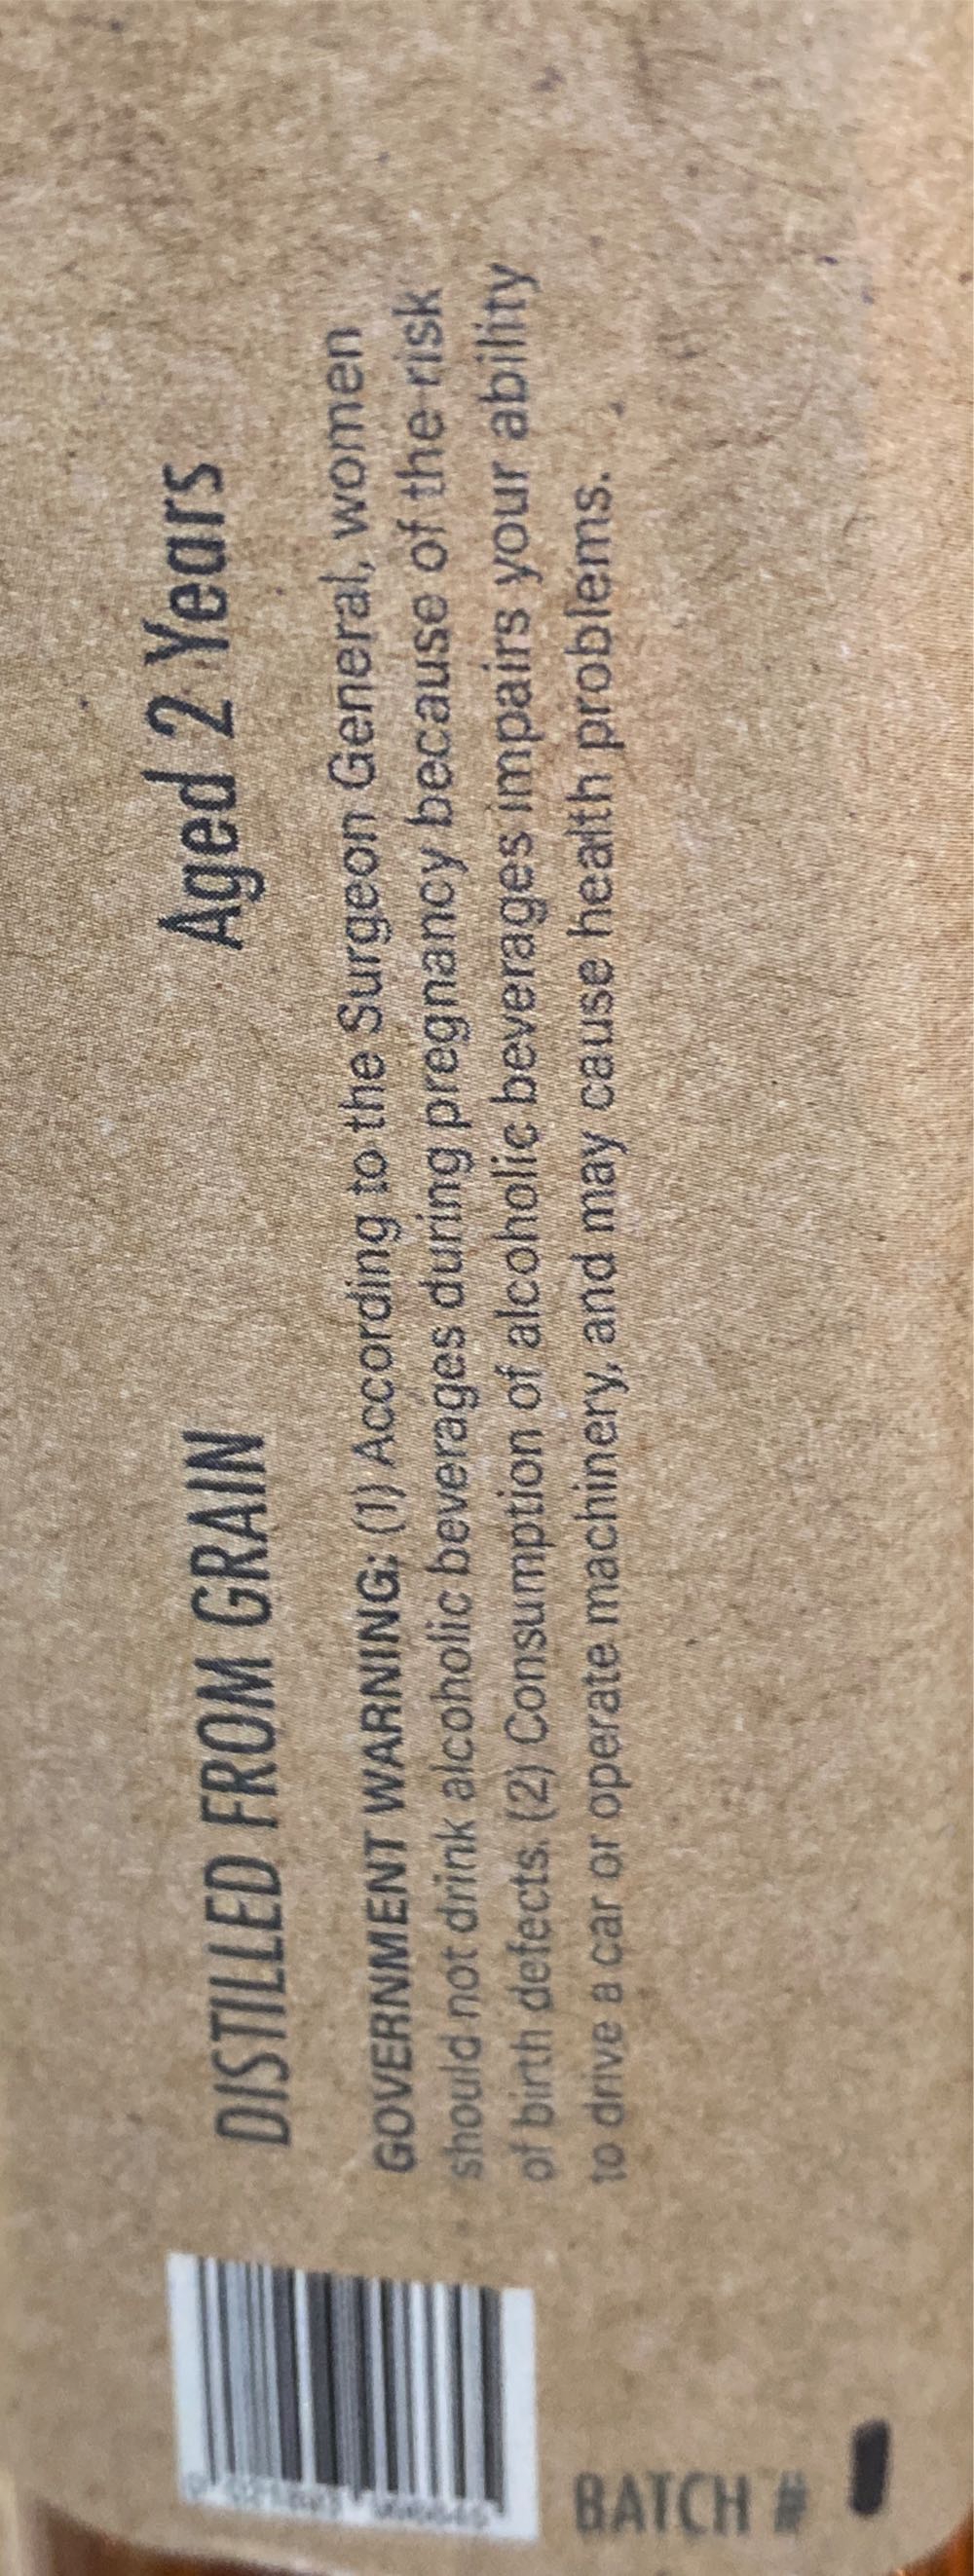 DISTILLED FROM GRAIN
Aged 2 Years
GOVERNMENT WARNING: (1) According to the Surgeon General, women
should not drink alcoholic beverages during pregnancy because of the risk
of birth defects. (2) Consumption of alcoholic beverages impairs your ability
to drive a car or operate machinery, and may cause health problems.
BATCH #